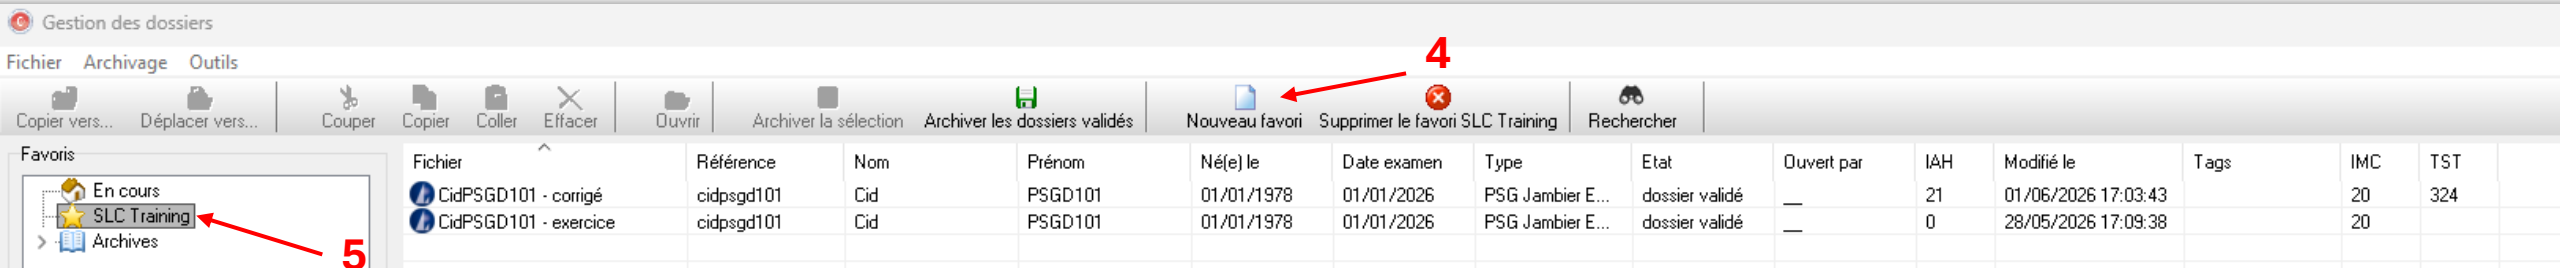 Gestion des dossiers
Fichier Archivage Outils
4
Copier vers... Déplacer vers... Couper Copier Coller Effacer Ouvrir Archiver la sélection Archiver les dossiers validés Nouveau favori Supprimer le favori SLC Training Rechercher
Favoris
En cours
SLC Training
Archives
5
Fichier Référence Nom Prénom Né(e) le Date examen Type Etat Ouvert par IAH Modifié le Tags IMC TST
CidPSGD101 - corrigé cidpsgd101 Cid PSGD101 01/01/1978 01/01/2026 PSG Jambier E... dossier validé __ 21 01/06/2026 17:03:43 20 324
CidPSGD101 - exercice cidpsgd101 Cid PSGD101 01/01/1978 01/01/2026 PSG Jambier E... dossier validé __ 0 28/05/2026 17:09:38 20